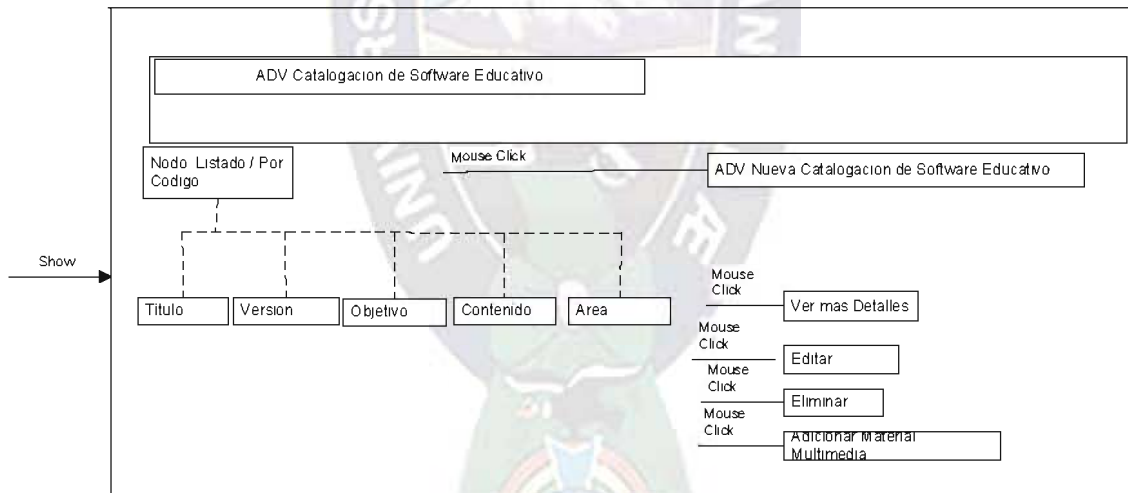 ADV Catalogacion de Software Educativo
Nodo Listado / Por
Codigo
Mouse Click
ADV Nueva Catalogacion de Software Educativo
Show
Titulo
Version
Objetivo
Contenido
Area
Mouse
Click
Ver mas Detalles
Mouse
Click
Editar
Mouse
Click
Eliminar
Mouse
Click
Adicionar Material
Multimedia